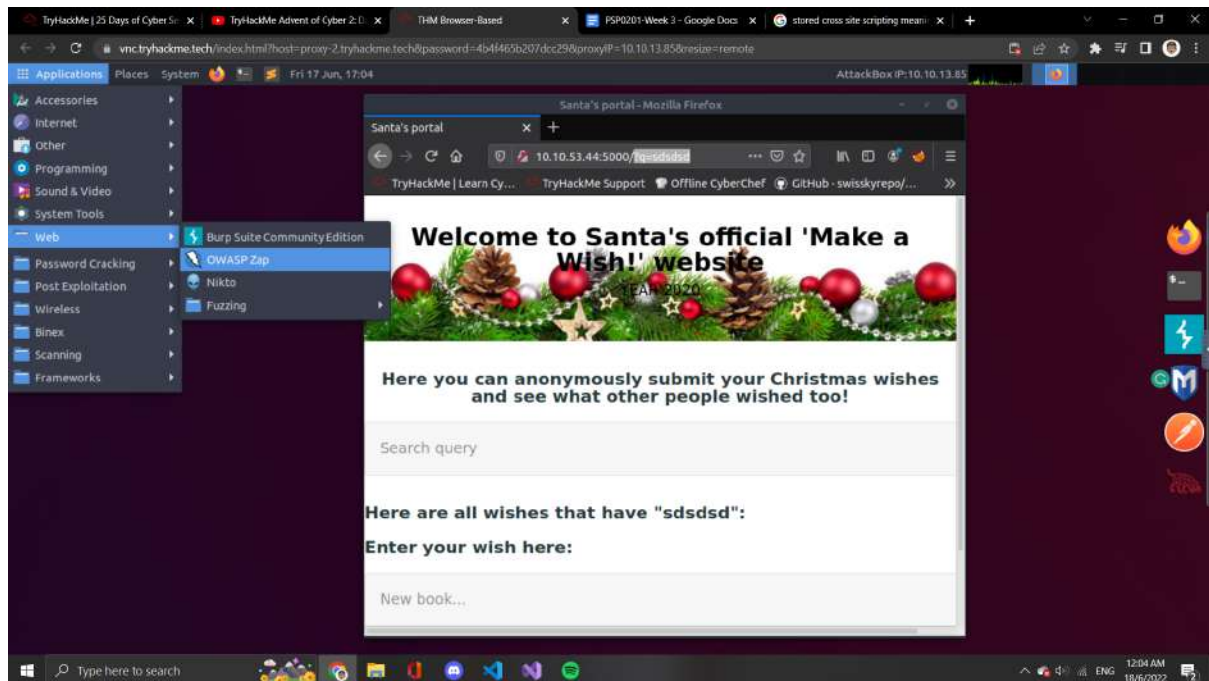 TryHackMe | 25 Days of Cyber Se
TryHackMe Advent of Cyber 2: D
THM Browser-Based
PSP0201-Week 3 - Google Docs
stored cross site scripting meani
vnc.tryhackme.tech/index.html?host=proxy-2.tryhackme.tech&password=4b4f465b207dcc29&proxyIP=10.10.13.85&resize=remote
Applications Places System Fri 17 Jun, 17:04 AttackBox IP:10.10.13.85
Accessories
Internet
Other
Programming
Sound & Video
System Tools
Web
Password Cracking
Post Exploitation
Wireless
Binex
Scanning
Frameworks
Burp Suite Community Edition
OWASP Zap
Nikto
Fuzzing
Santa's portal - Mozilla Firefox
Santa's portal
10.10.53.44:5000/?q=sdsdsd
TryHackMe | Learn Cy... TryHackMe Support Offline CyberChef GitHub - swisskyrepo/...
Welcome to Santa's official 'Make a
Wish!' website
YEAH 2020
Here you can anonymously submit your Christmas wishes
and see what other people wished too!
Search query
Here are all wishes that have "sdsdsd":
Enter your wish here:
New book...
Type here to search
ENG
12:04 AM
18/6/2022